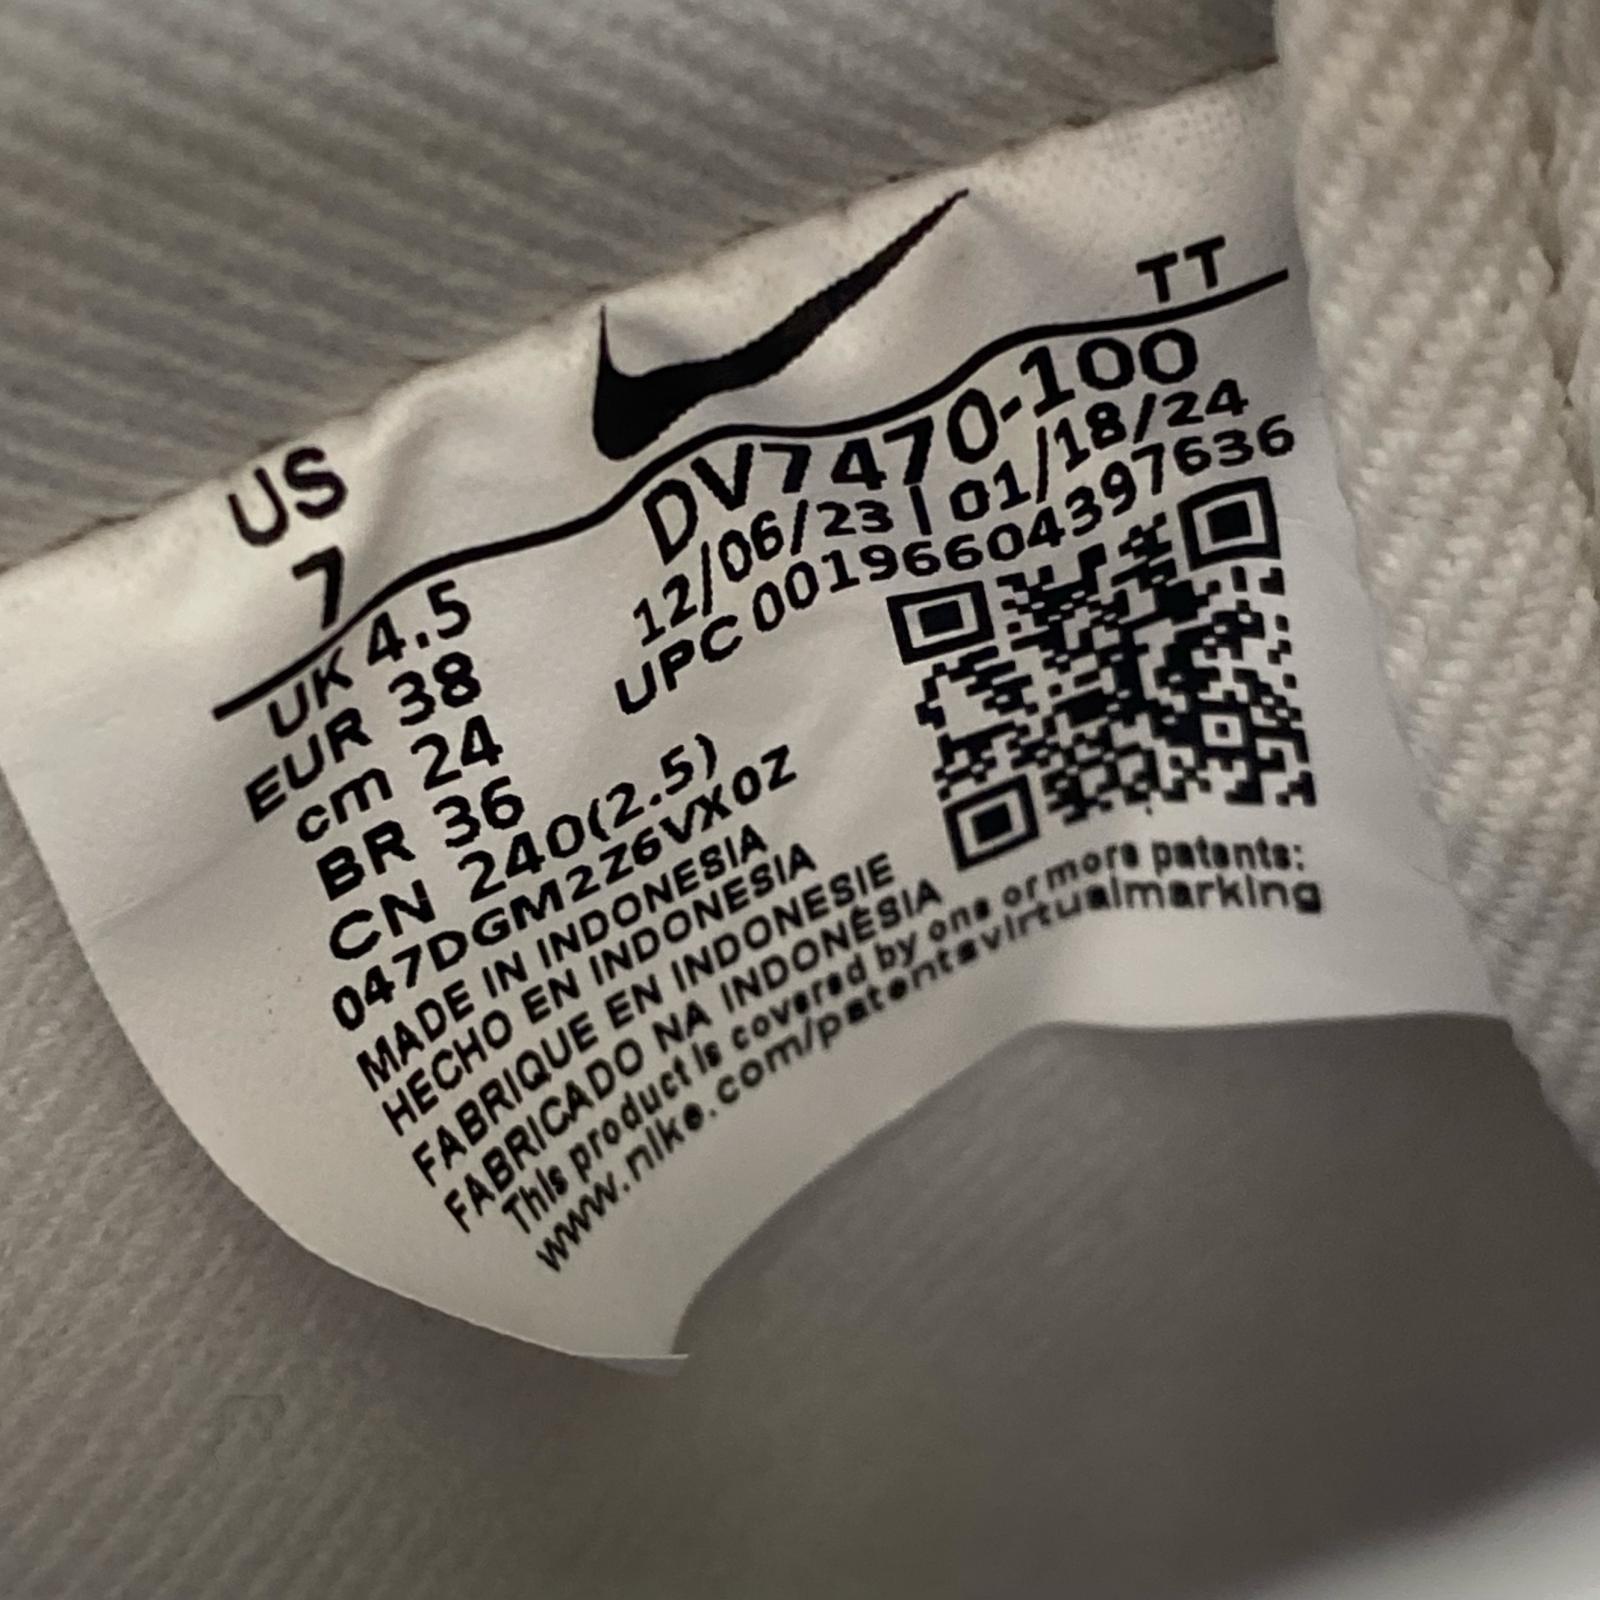 TT
US
7
DV7470-100
12/06/23 | 01/18/24
UPC 00196604397636
UK 4.5
EUR 38
cm 24
BR 36
CN 240(2.5)
047DGM2Z6VX0Z
MADE IN INDONESIA
HECHO EN INDONESIA
FABRIQUE EN INDONESIE
FABRICADO NA INDONÉSIA
This product is covered by one or more patents:
www.nike.com/patentsvirtualmarking